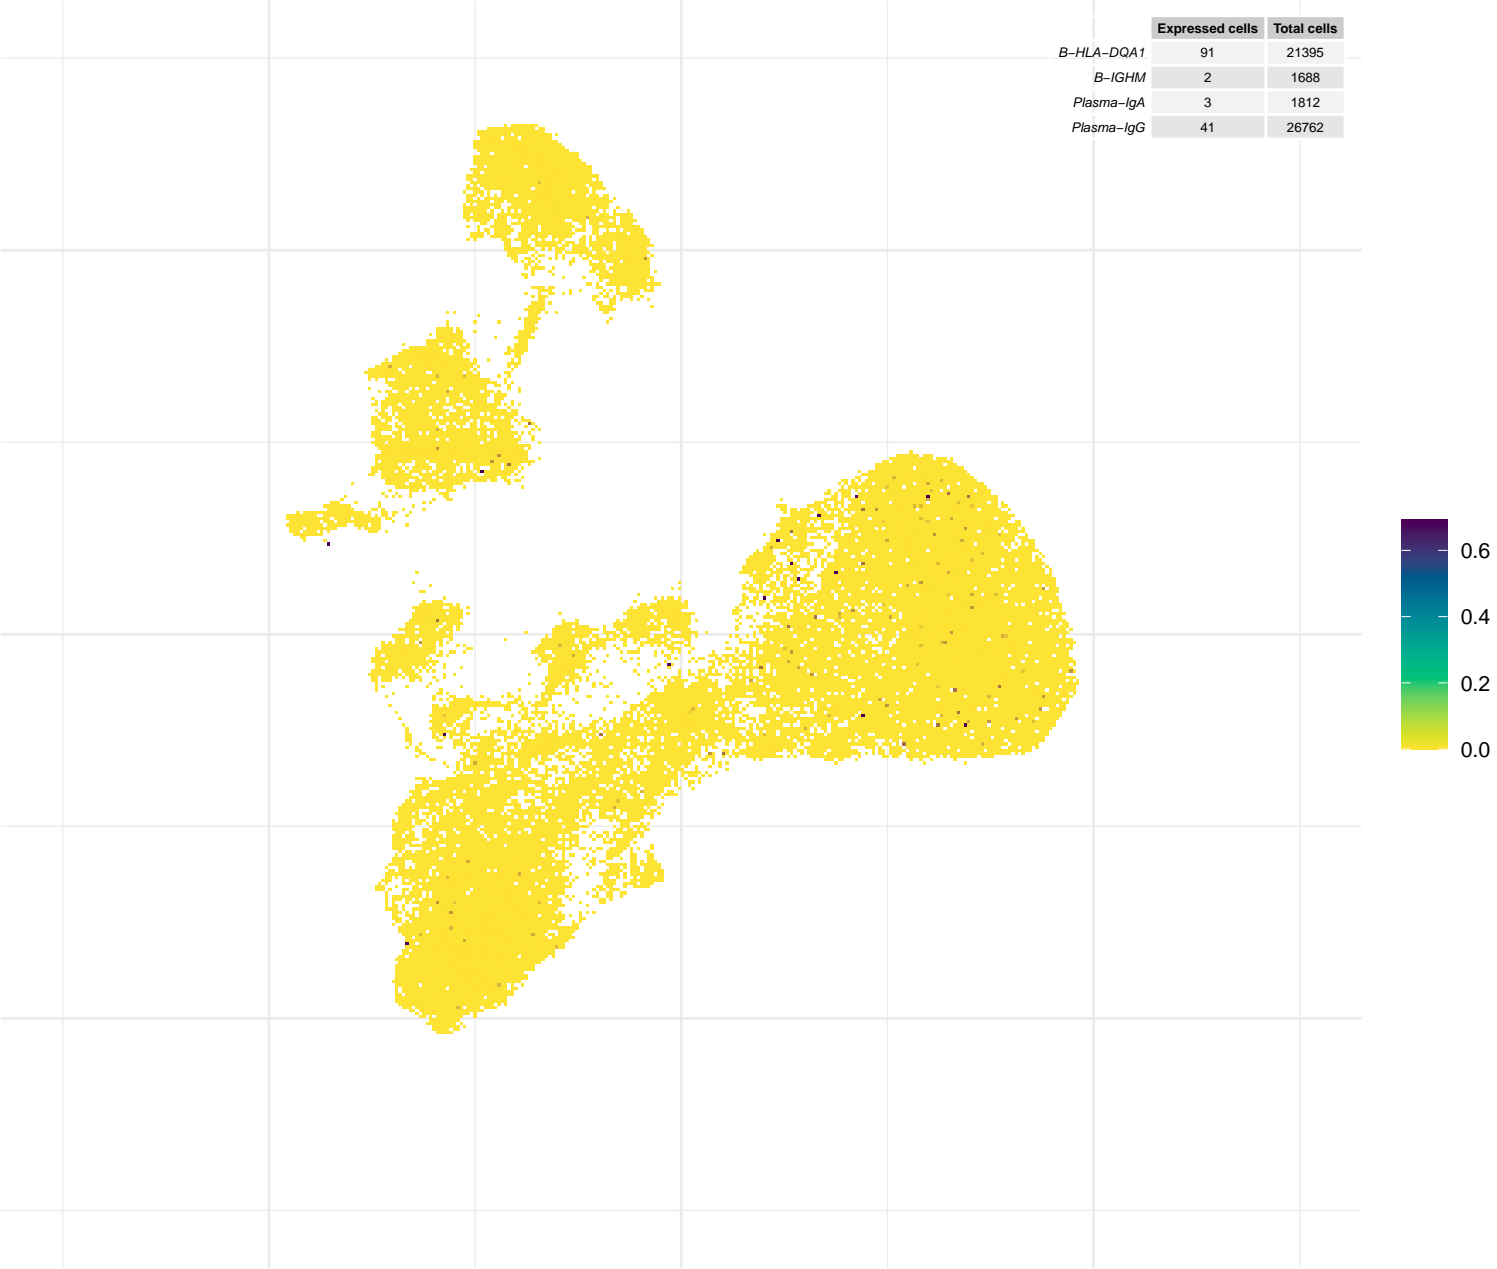 Expressed cells Total cells
B−HLA−DQA1 91 21395
B−IGHM 2 1688
Plasma−IgA 3 1812
Plasma−IgG 41 26762
0.6
0.4
0.2
0.0